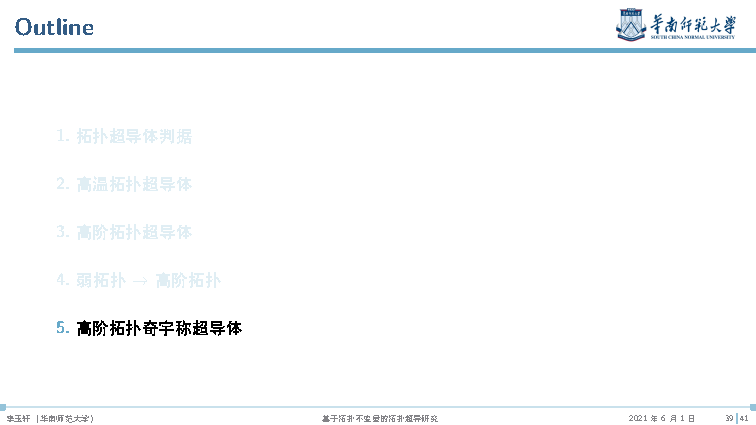 Outline
华南师范大学
SOUTH CHINA NORMAL UNIVERSITY
1. 拓扑超导体判据
2. 高温拓扑超导体
3. 高阶拓扑超导体
4. 弱拓扑 → 高阶拓扑
5. 高阶拓扑奇宇称超导体
李玉轩 (华南师范大学)
基于拓扑不变量的拓扑超导研究
2021 年 6 月 1 日
39 | 41